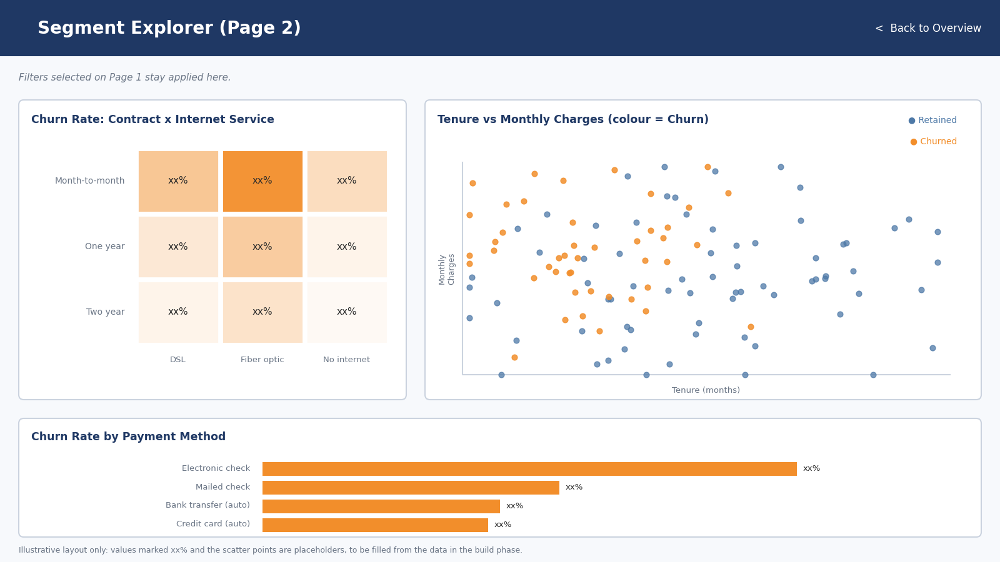 Segment Explorer (Page 2)
< Back to Overview
Filters selected on Page 1 stay applied here.
Churn Rate: Contract x Internet Service
Month-to-month xx% xx% xx%
One year xx% xx% xx%
Two year xx% xx% xx%
DSL Fiber optic No internet
Tenure vs Monthly Charges (colour = Churn)
Retained
Churned
Monthly
Charges
Tenure (months)
Churn Rate by Payment Method
Electronic check xx%
Mailed check xx%
Bank transfer (auto) xx%
Credit card (auto) xx%
Illustrative layout only: values marked xx% and the scatter points are placeholders, to be filled from the data in the build phase.